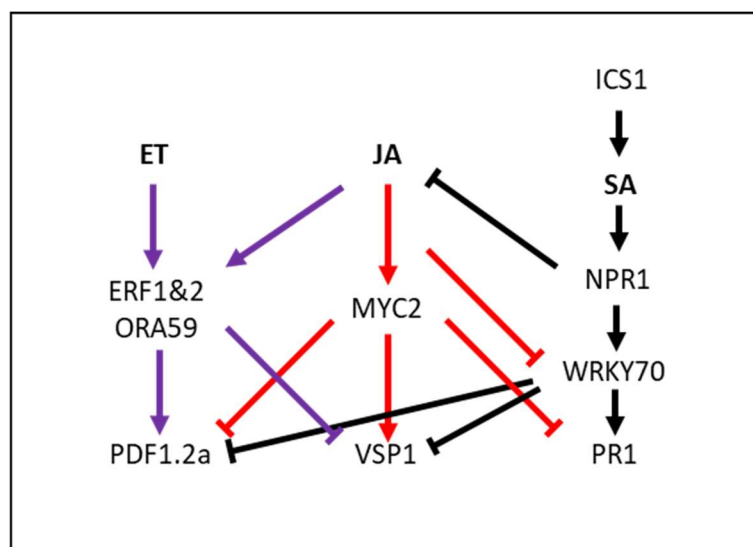 ICS1
ET
JA
SA
ERF1&2
ORA59
MYC2
NPR1
WRKY70
PDF1.2a
VSP1
PR1